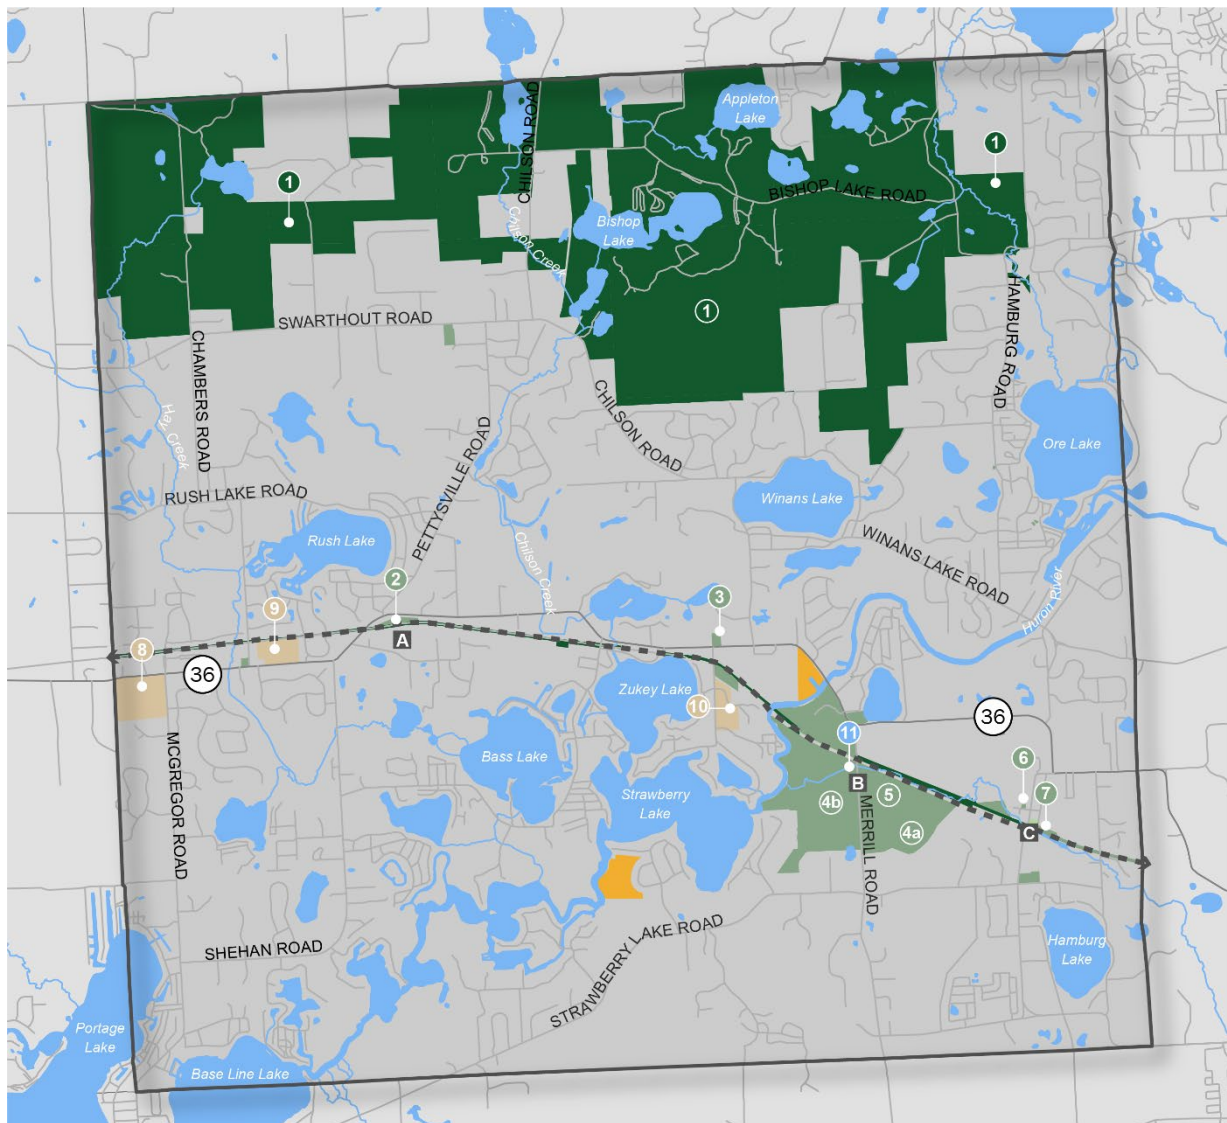 Appleton
Lake
CHILSON ROAD
1
1
BISHOP LAKE ROAD
Chilson Creek
Bishop
Lake
HAMBURG ROAD
1
SWARTHOUT ROAD
CHAMBERS ROAD
Hay Creek
CHILSON ROAD
PETTYSVILLE ROAD
Ore Lake
RUSH LAKE ROAD
Winans Lake
Rush Lake
Chilson Creek
WINANS LAKE ROAD
Huron River
2
3
9
A
8
36
Zukey Lake
10
36
11
MCGREGOR ROAD
Bass Lake
6
B
Strawberry
Lake
4b
5
7
MERRILL ROAD
4a
C
SHEHAN ROAD
STRAWBERRY LAKE ROAD
Hamburg
Lake
Portage
Lake
Base Line Lake